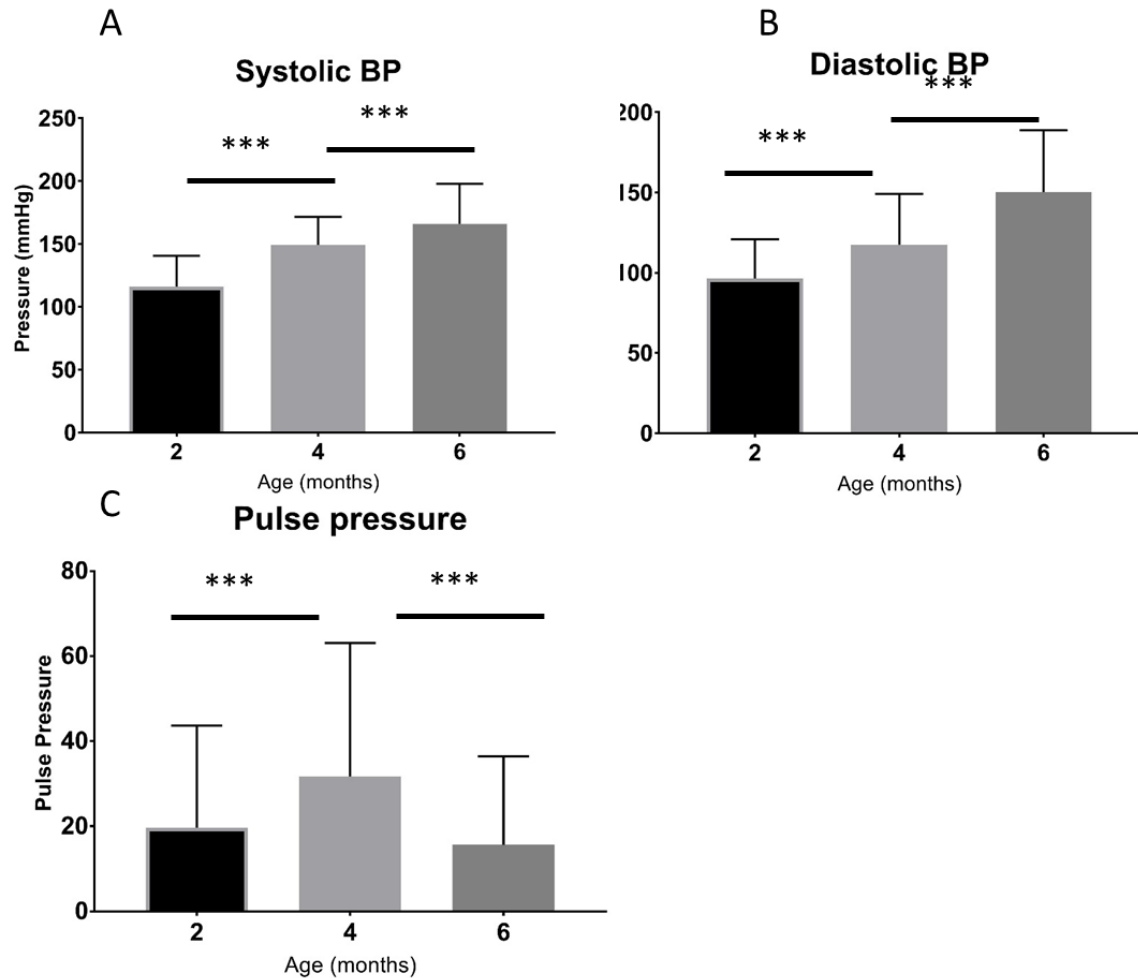 A
Systolic BP
***
***
250
200
150
100
50
0
Pressure (mmHg)
2 4 6
Age (months)
B
Diastolic BP
***
***
200
150
100
50
0
2 4 6
Age (months)
C
Pulse pressure
***
***
80
60
40
20
0
Pulse Pressure
2 4 6
Age (months)